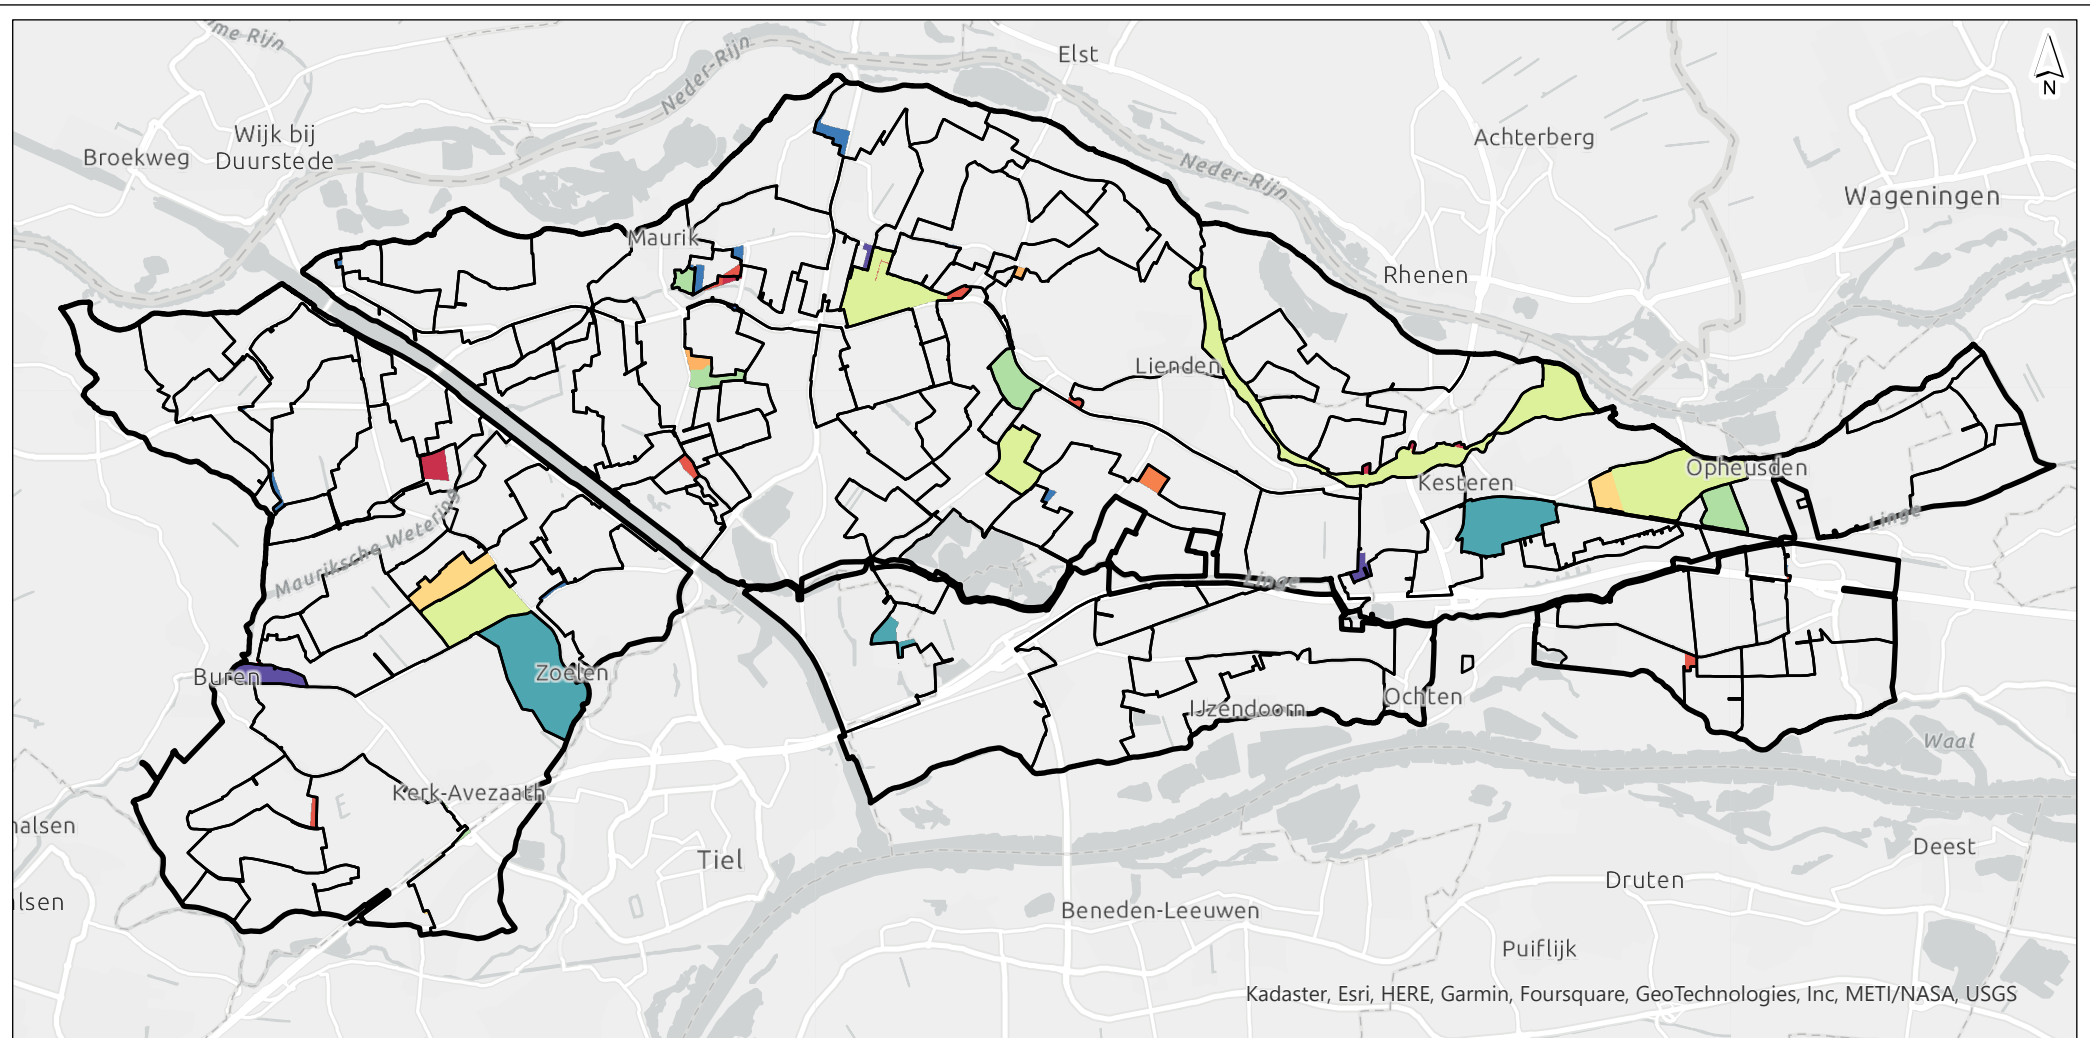 me Rijn
Neder-Rijn
Elst
N
Wijk bij
Duurstede
Broekweg
Achterberg
Neder-Rijn
Wageningen
Maurik
Rhenen
Lienden
Opheusden
Kesteren
Linge
Mauriksche Wetering
Linge
Buren
Zoelen
Ochten
IJzendoorn
Waal
Kerk-Avezaath
alsen
Tiel
Deest
Druten
lsen
Beneden-Leeuwen
Puiflijk
Kadaster, Esri, HERE, Garmin, Foursquare, GeoTechnologies, Inc, METI/NASA, USGS